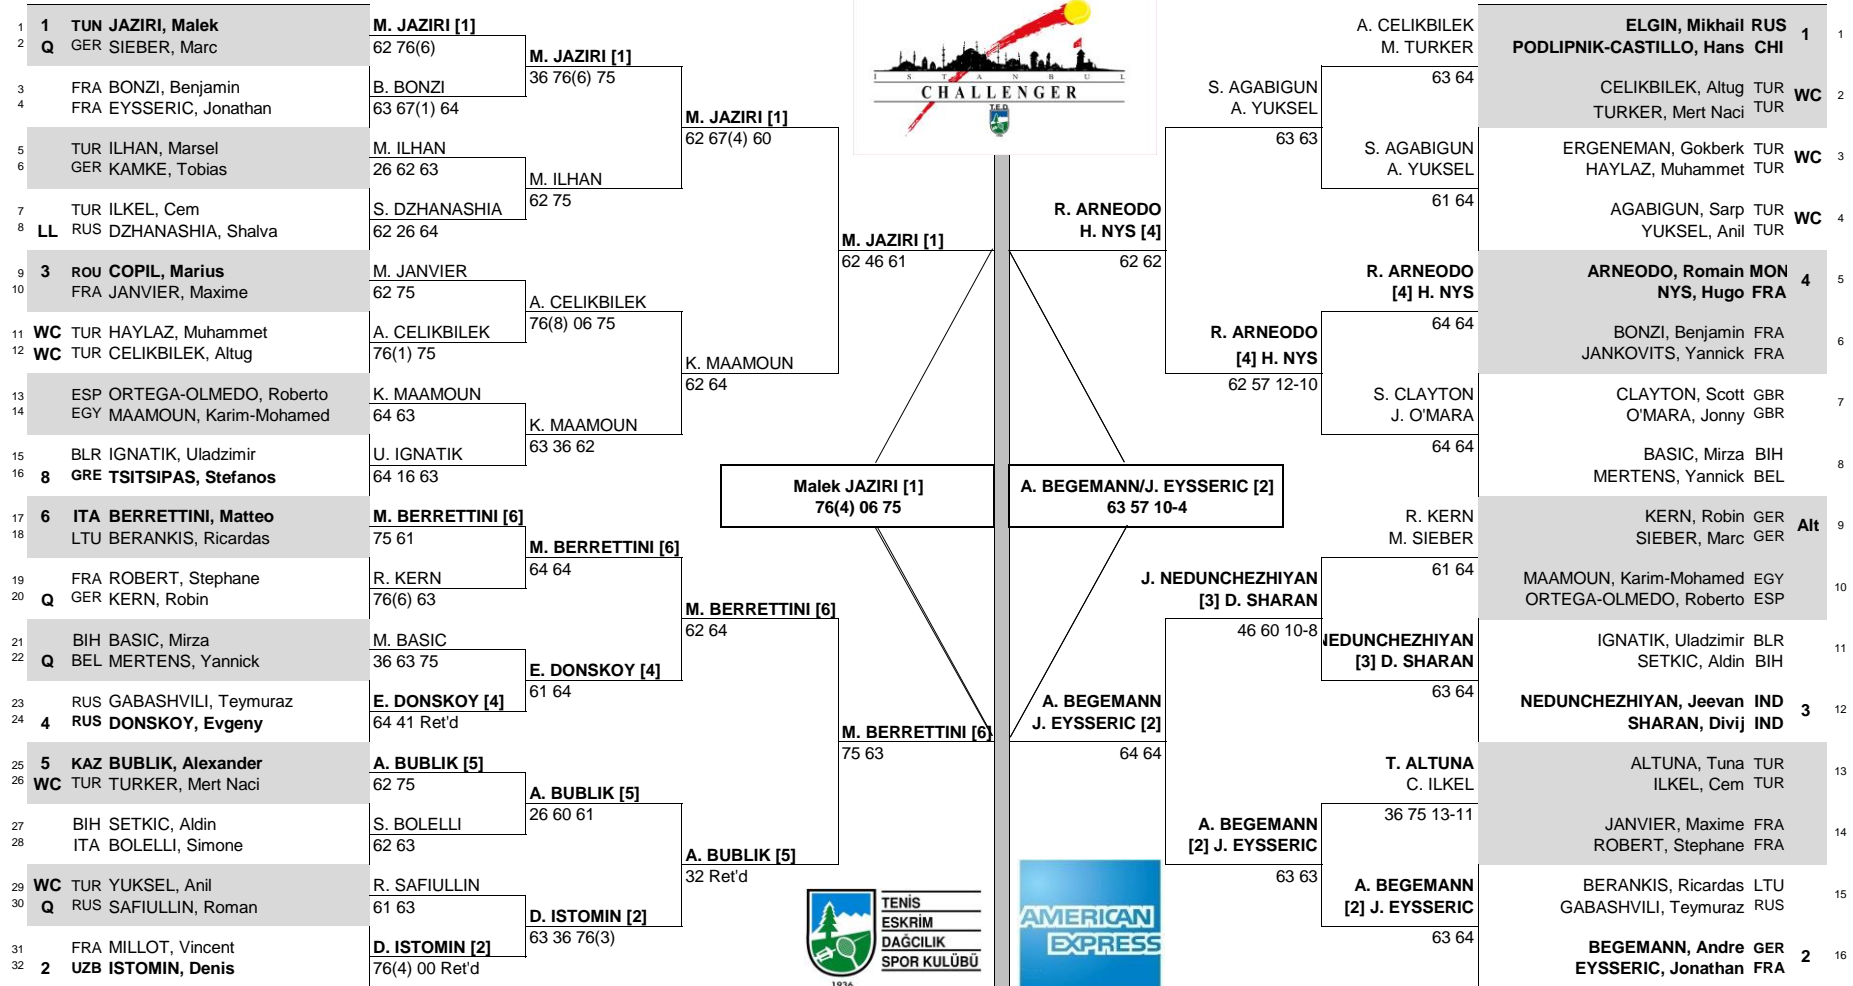 1 1 TUN JAZIRI, Malek
2 Q GER SIEBER, Marc
3 FRA BONZI, Benjamin
4 FRA EYSSERIC, Jonathan
5 TUR ILHAN, Marsel
6 GER KAMKE, Tobias
7 TUR ILKEL, Cem
8 LL RUS DZHANASHIA, Shalva
9 3 ROU COPIL, Marius
10 FRA JANVIER, Maxime
11 WC TUR HAYLAZ, Muhammet
12 WC TUR CELIKBILEK, Altug
13 ESP ORTEGA-OLMEDO, Roberto
14 EGY MAAMOUN, Karim-Mohamed
15 BLR IGNATIK, Uladzimir
16 8 GRE TSITSIPAS, Stefanos
17 6 ITA BERRETTINI, Matteo
18 LTU BERANKIS, Ricardas
19 FRA ROBERT, Stephane
20 Q GER KERN, Robin
21 BIH BASIC, Mirza
22 Q BEL MERTENS, Yannick
23 RUS GABASHVILI, Teymuraz
24 4 RUS DONSKOY, Evgeny
25 5 KAZ BUBLIK, Alexander
26 WC TUR TURKER, Mert Naci
27 BIH SETKIC, Aldin
28 ITA BOLELLI, Simone
29 WC TUR YUKSEL, Anil
30 Q RUS SAFIULLIN, Roman
31 FRA MILLOT, Vincent
32 2 UZB ISTOMIN, Denis
M. JAZIRI [1]
62 76(6)
B. BONZI
63 67(1) 64
M. ILHAN
26 62 63
S. DZHANASHIA
62 26 64
M. JANVIER
62 75
A. CELIKBILEK
76(1) 75
K. MAAMOUN
64 63
U. IGNATIK
64 16 63
M. BERRETTINI [6]
75 61
R. KERN
76(6) 63
M. BASIC
36 63 75
E. DONSKOY [4]
64 41 Ret'd
A. BUBLIK [5]
62 75
S. BOLELLI
62 63
R. SAFIULLIN
61 63
D. ISTOMIN [2]
76(4) 00 Ret'd
M. JAZIRI [1]
36 76(6) 75
M. ILHAN
62 75
A. CELIKBILEK
76(8) 06 75
K. MAAMOUN
63 36 62
M. BERRETTINI [6]
64 64
E. DONSKOY [4]
61 64
A. BUBLIK [5]
26 60 61
D. ISTOMIN [2]
63 36 76(3)
M. JAZIRI [1]
62 67(4) 60
K. MAAMOUN
62 64
M. BERRETTINI [6]
62 64
A. BUBLIK [5]
32 Ret'd
M. JAZIRI [1]
62 46 61
M. BERRETTINI [6]
75 63
Malek JAZIRI [1]
76(4) 06 75
ISTANBUL
CHALLENGER
T.E.D
A. BEGEMANN/J. EYSSERIC [2]
63 57 10-4
R. ARNEODO
H. NYS [4]
62 62
A. BEGEMANN
J. EYSSERIC [2]
64 64
S. AGABIGUN
A. YUKSEL
63 63
R. ARNEODO
[4] H. NYS
62 57 12-10
J. NEDUNCHEZHIYAN
[3] D. SHARAN
46 60 10-8
A. BEGEMANN
[2] J. EYSSERIC
63 63
A. CELIKBILEK
M. TURKER
63 64
S. AGABIGUN
A. YUKSEL
61 64
R. ARNEODO
[4] H. NYS
64 64
S. CLAYTON
J. O'MARA
64 64
R. KERN
M. SIEBER
61 64
NEDUNCHEZHIYAN
[3] D. SHARAN
63 64
T. ALTUNA
C. ILKEL
36 75 13-11
A. BEGEMANN
[2] J. EYSSERIC
63 64
ELGIN, Mikhail RUS 1 1
PODLIPNIK-CASTILLO, Hans CHI
CELIKBILEK, Altug TUR WC 2
TURKER, Mert Naci TUR
ERGENEMAN, Gokberk TUR WC 3
HAYLAZ, Muhammet TUR
AGABIGUN, Sarp TUR WC 4
YUKSEL, Anil TUR
ARNEODO, Romain MON 4 5
NYS, Hugo FRA
BONZI, Benjamin FRA 6
JANKOVITS, Yannick FRA
CLAYTON, Scott GBR 7
O'MARA, Jonny GBR
BASIC, Mirza BIH 8
MERTENS, Yannick BEL
KERN, Robin GER Alt 9
SIEBER, Marc GER
MAAMOUN, Karim-Mohamed EGY 10
ORTEGA-OLMEDO, Roberto ESP
IGNATIK, Uladzimir BLR 11
SETKIC, Aldin BIH
NEDUNCHEZHIYAN, Jeevan IND 3 12
SHARAN, Divij IND
ALTUNA, Tuna TUR 13
ILKEL, Cem TUR
JANVIER, Maxime FRA 14
ROBERT, Stephane FRA
BERANKIS, Ricardas LTU 15
GABASHVILI, Teymuraz RUS
BEGEMANN, Andre GER 2 16
EYSSERIC, Jonathan FRA
TENİS
ESKRİM
DAĞCILIK
SPOR KULÜBÜ
1936
AMERICAN
EXPRESS